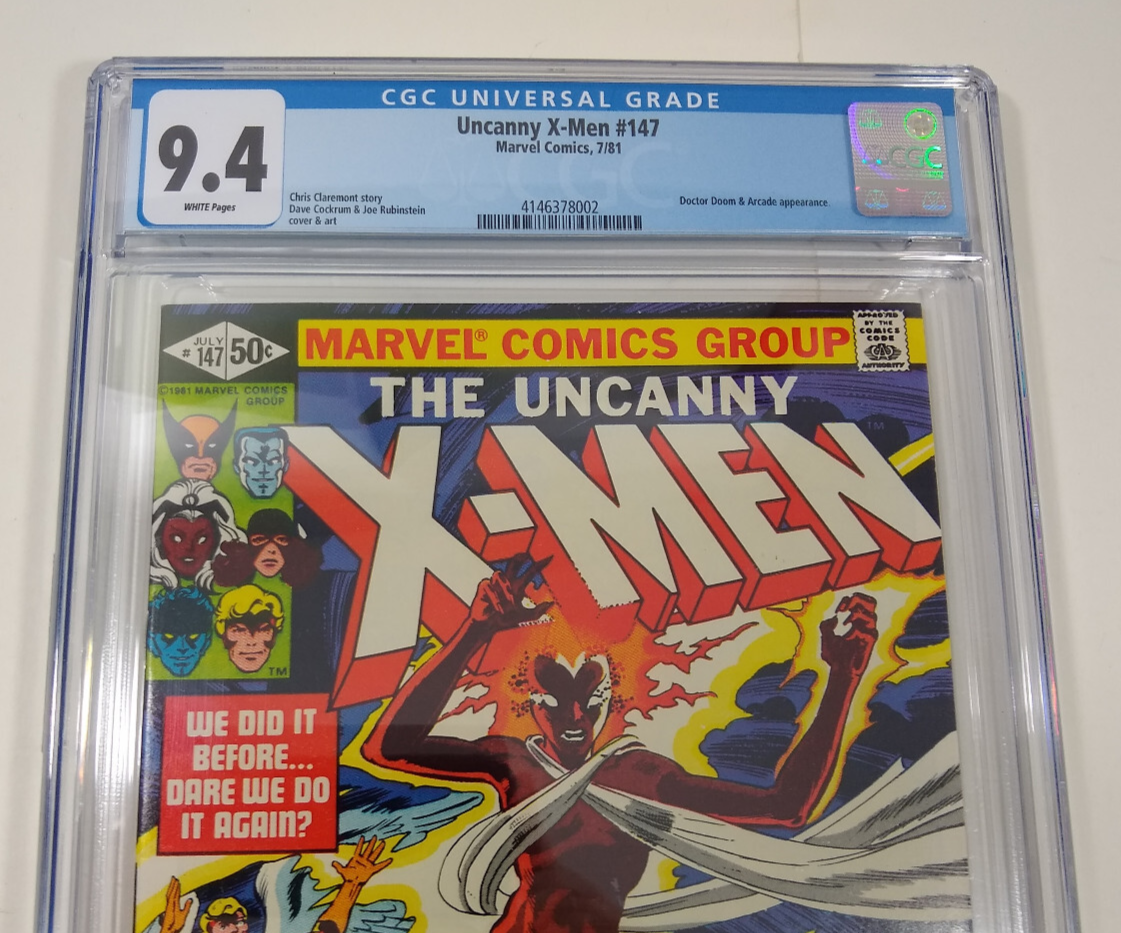 CGC UNIVERSAL GRADE
9.4
WHITE Pages
Uncanny X-Men #147
Marvel Comics, 7/81
Chris Claremont story
Dave Cockrum & Joe Rubinstein
cover & art
4146378002
Doctor Doom & Arcade appearance.
CGC
JULY
# 147
50¢
MARVEL® COMICS GROUP
APPROVED
BY THE
COMICS
CODE
AUTHORITY
©1981 MARVEL COMICS
GROUP
THE UNCANNY
X-MEN
TM
TM
WE DID IT
BEFORE...
DARE WE DO
IT AGAIN?